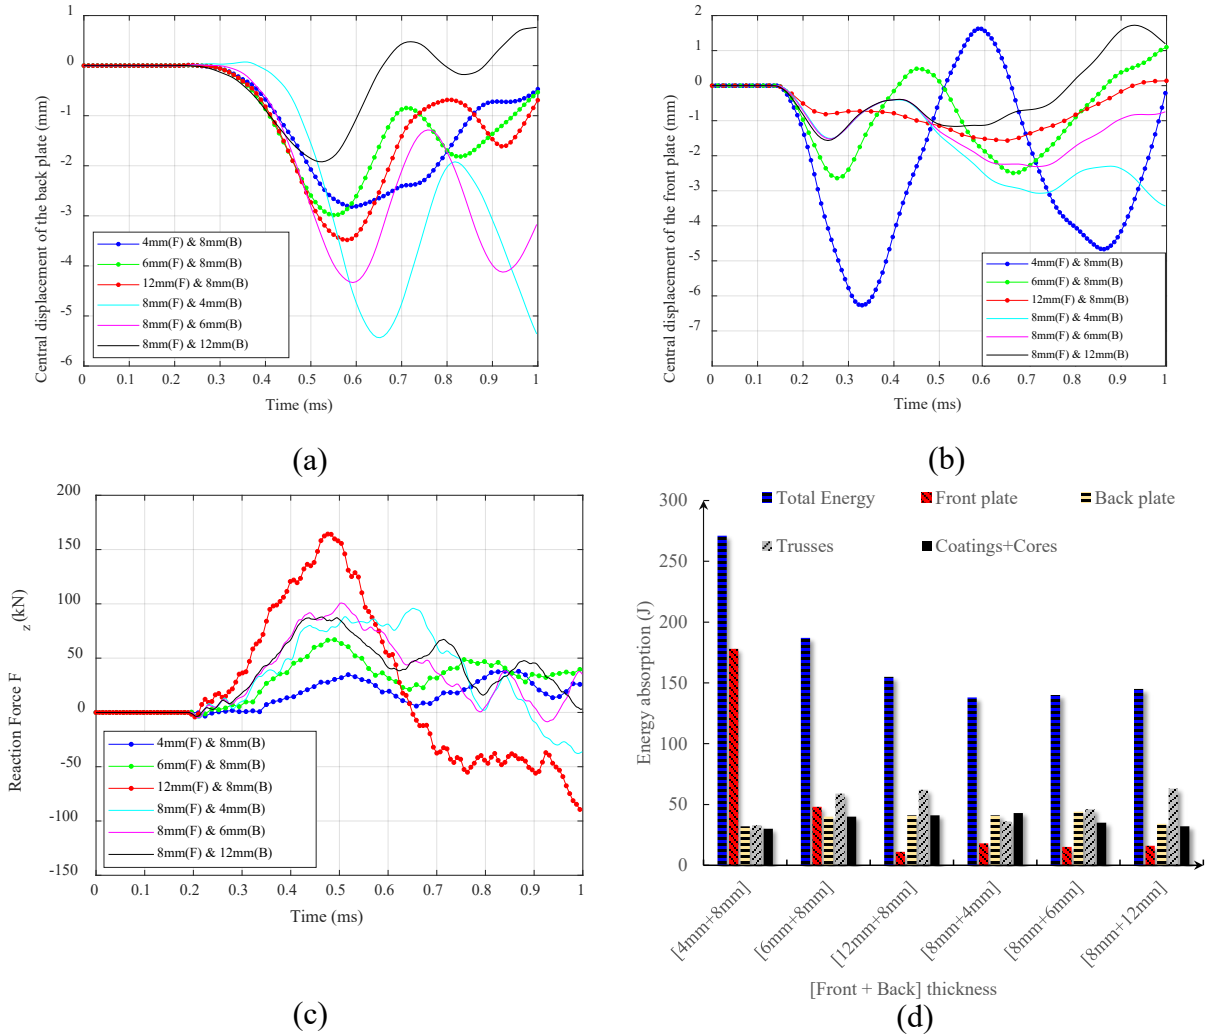 1
0
-1
-2
-3
-4
-5
-6
Central displacement of the back plate (mm)
4mm(F) & 8mm(B)
6mm(F) & 8mm(B)
12mm(F) & 8mm(B)
8mm(F) & 4mm(B)
8mm(F) & 6mm(B)
8mm(F) & 12mm(B)
0 0.1 0.2 0.3 0.4 0.5 0.6 0.7 0.8 0.9 1
Time (ms)
(a)
2
1
0
-1
-2
-3
-4
-5
-6
-7
Central displacement of the front plate (mm)
4mm(F) & 8mm(B)
6mm(F) & 8mm(B)
12mm(F) & 8mm(B)
8mm(F) & 4mm(B)
8mm(F) & 6mm(B)
8mm(F) & 12mm(B)
0 0.1 0.2 0.3 0.4 0.5 0.6 0.7 0.8 0.9 1
Time (ms)
(b)
200
150
100
50
0
-50
-100
-150
Reaction Force F z (kN)
4mm(F) & 8mm(B)
6mm(F) & 8mm(B)
12mm(F) & 8mm(B)
8mm(F) & 4mm(B)
8mm(F) & 6mm(B)
8mm(F) & 12mm(B)
0 0.1 0.2 0.3 0.4 0.5 0.6 0.7 0.8 0.9 1
Time (ms)
(c)
300
250
200
150
100
50
0
Energy absorption (J)
Total Energy Front plate Back plate
Trusses Coatings+Cores
[4mm+8mm] [6mm+8mm] [12mm+8mm] [8mm+4mm] [8mm+6mm] [8mm+12mm]
[Front + Back] thickness
(d)